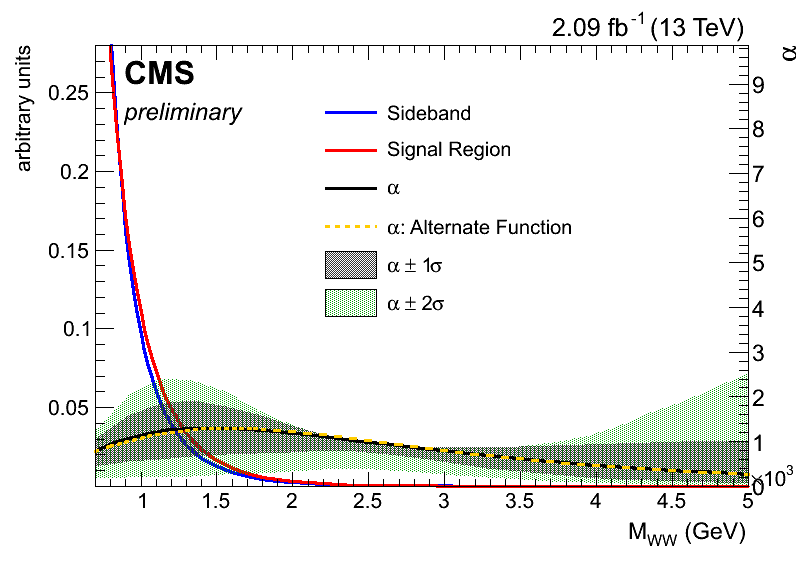 2.09 fb⁻¹ (13 TeV)
arbitrary units
α
CMS
preliminary
Sideband
Signal Region
α
α: Alternate Function
α ± 1σ
α ± 2σ
0.25
0.2
0.15
0.1
0.05
9
8
7
6
5
4
3
2
1
0
×10³
1 1.5 2 2.5 3 3.5 4 4.5 5
M_WW (GeV)